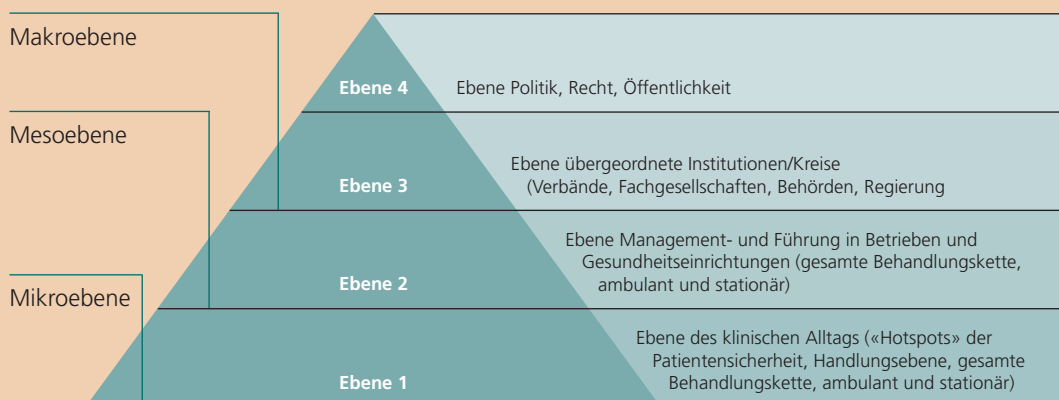 Makroebene
Ebene 4
Ebene Politik, Recht, Öffentlichkeit
Mesoebene
Ebene 3
Ebene übergeordnete Institutionen/Kreise
(Verbände, Fachgesellschaften, Behörden, Regierung
Mikroebene
Ebene 2
Ebene Management- und Führung in Betrieben und
Gesundheitseinrichtungen (gesamte Behandlungskette,
ambulant und stationär)
Ebene 1
Ebene des klinischen Alltags («Hotspots» der
Patientensicherheit, Handlungsebene, gesamte
Behandlungskette, ambulant und stationär)